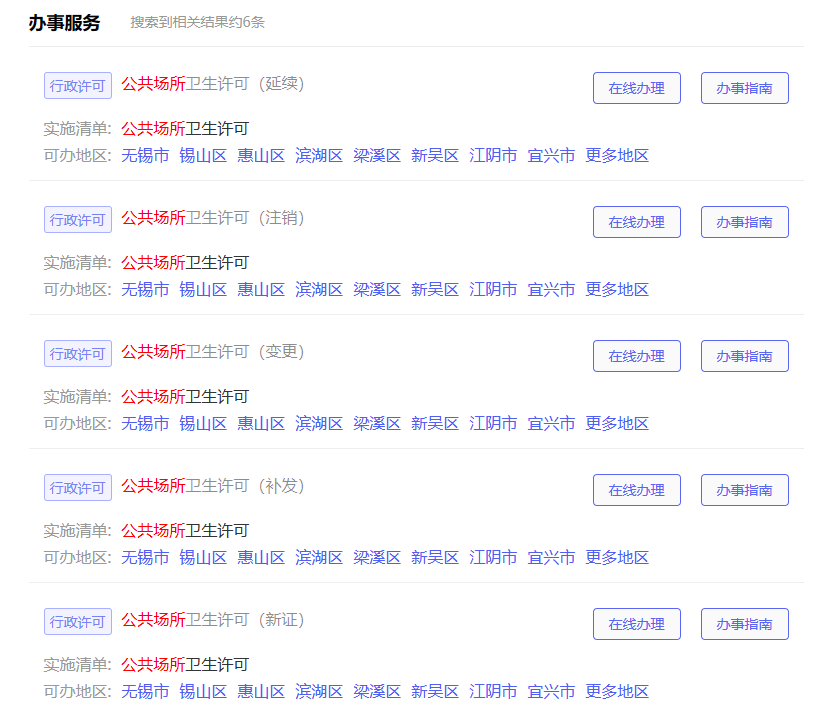 办事服务 搜索到相关结果约6条
行政许可 公共场所卫生许可（延续） 在线办理 办事指南
实施清单: 公共场所卫生许可
可办地区: 无锡市 锡山区 惠山区 滨湖区 梁溪区 新吴区 江阴市 宜兴市 更多地区
行政许可 公共场所卫生许可（注销） 在线办理 办事指南
实施清单: 公共场所卫生许可
可办地区: 无锡市 锡山区 惠山区 滨湖区 梁溪区 新吴区 江阴市 宜兴市 更多地区
行政许可 公共场所卫生许可（变更） 在线办理 办事指南
实施清单: 公共场所卫生许可
可办地区: 无锡市 锡山区 惠山区 滨湖区 梁溪区 新吴区 江阴市 宜兴市 更多地区
行政许可 公共场所卫生许可（补发） 在线办理 办事指南
实施清单: 公共场所卫生许可
可办地区: 无锡市 锡山区 惠山区 滨湖区 梁溪区 新吴区 江阴市 宜兴市 更多地区
行政许可 公共场所卫生许可（新证） 在线办理 办事指南
实施清单: 公共场所卫生许可
可办地区: 无锡市 锡山区 惠山区 滨湖区 梁溪区 新吴区 江阴市 宜兴市 更多地区